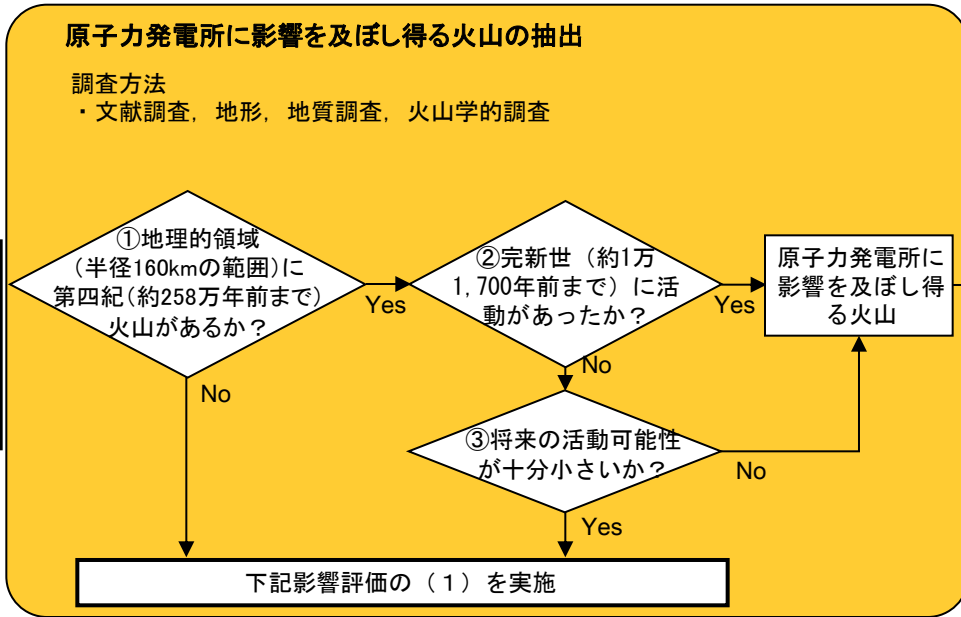 原子力発電所に影響を及ぼし得る火山の抽出
調査方法
・文献調査，地形，地質調査，火山学的調査
①地理的領域
（半径160kmの範囲）に
第四紀（約258万年前まで）
火山があるか？
Yes
②完新世（約1万
1,700年前まで）に活
動があったか？
Yes
原子力発電所に
影響を及ぼし得
る火山
No
No
③将来の活動可能性
が十分小さいか？
No
Yes
下記影響評価の（１）を実施